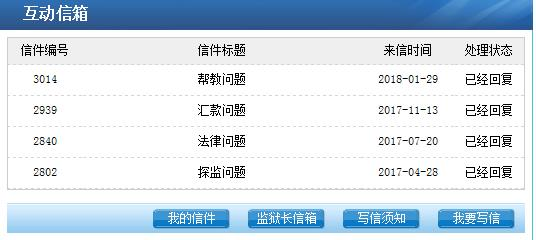 互动信箱
信件编号 信件标题 来信时间 处理状态
3014 帮教问题 2018-01-29 已经回复
2939 汇款问题 2017-11-13 已经回复
2840 法律问题 2017-07-20 已经回复
2802 探监问题 2017-04-28 已经回复
我的信件 监狱长信箱 写信须知 我要写信